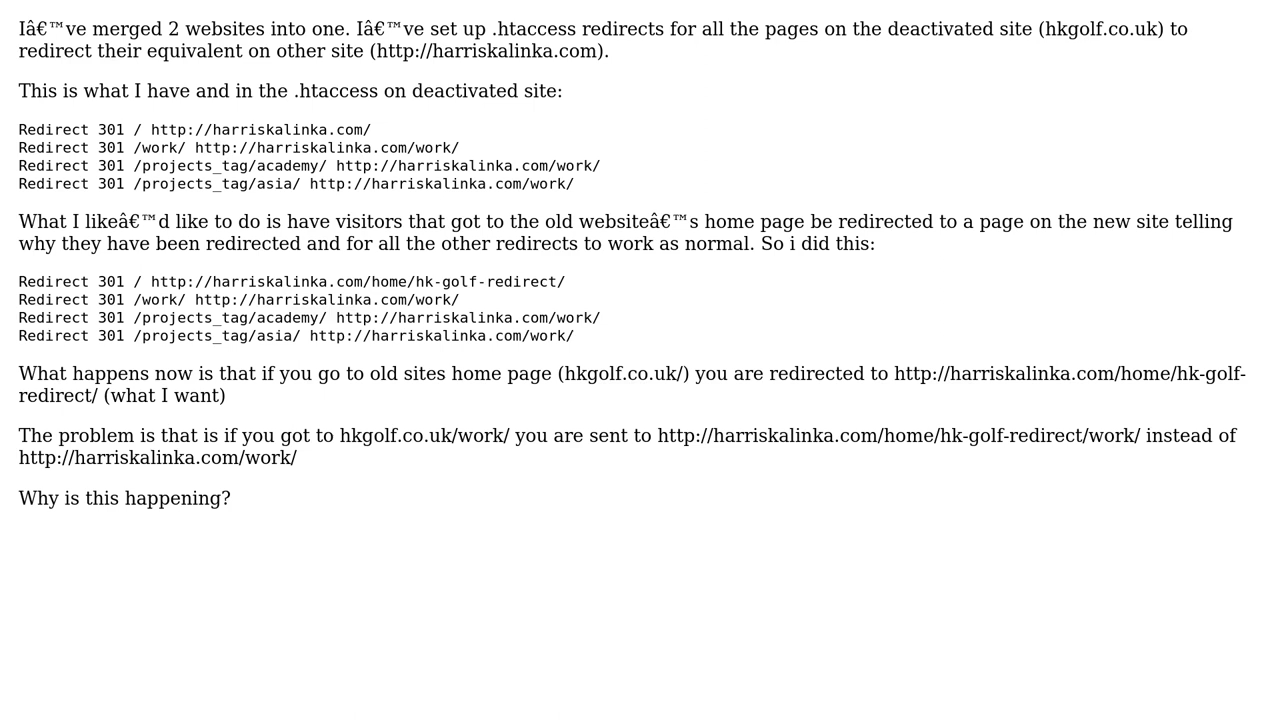 Iâ€™ve merged 2 websites into one. Iâ€™ve set up .htaccess redirects for all the pages on the deactivated site (hkgolf.co.uk) to
redirect their equivalent on other site (http://harriskalinka.com).
This is what I have and in the .htaccess on deactivated site:
Redirect 301 / http://harriskalinka.com/
Redirect 301 /work/ http://harriskalinka.com/work/
Redirect 301 /projects_tag/academy/ http://harriskalinka.com/work/
Redirect 301 /projects_tag/asia/ http://harriskalinka.com/work/
What I likeâ€™d like to do is have visitors that got to the old websiteâ€™s home page be redirected to a page on the new site telling
why they have been redirected and for all the other redirects to work as normal. So i did this:
Redirect 301 / http://harriskalinka.com/home/hk-golf-redirect/
Redirect 301 /work/ http://harriskalinka.com/work/
Redirect 301 /projects_tag/academy/ http://harriskalinka.com/work/
Redirect 301 /projects_tag/asia/ http://harriskalinka.com/work/
What happens now is that if you go to old sites home page (hkgolf.co.uk/) you are redirected to http://harriskalinka.com/home/hk-golf-
redirect/ (what I want)
The problem is that is if you got to hkgolf.co.uk/work/ you are sent to http://harriskalinka.com/home/hk-golf-redirect/work/ instead of
http://harriskalinka.com/work/
Why is this happening?